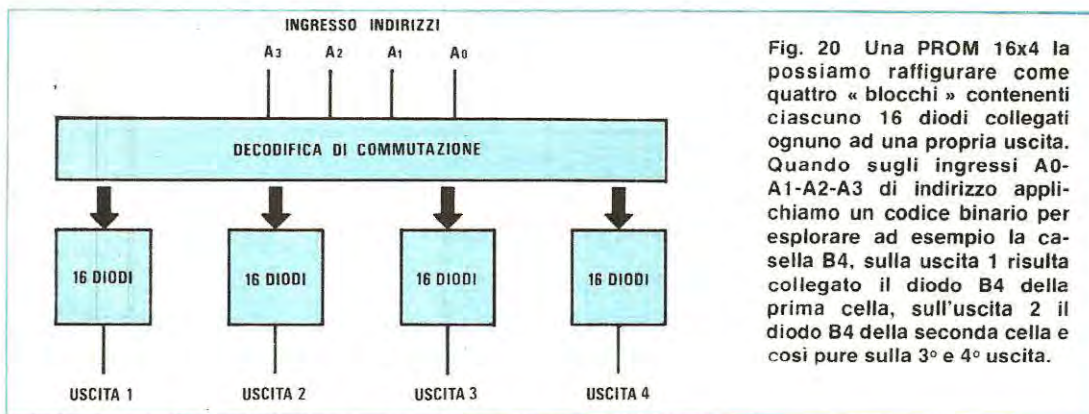 INGRESSO INDIRIZZI
A3 A2 A1 A0
DECODIFICA DI COMMUTAZIONE
16 DIODI 16 DIODI 16 DIODI 16 DIODI
USCITA 1 USCITA 2 USCITA 3 USCITA 4
Fig. 20 Una PROM 16x4 la
possiamo raffigurare come
quattro « blocchi » contenenti
ciascuno 16 diodi collegati
ognuno ad una propria uscita.
Quando sugli ingressi A0-
A1-A2-A3 di indirizzo appli-
chiamo un codice binario per
esplorare ad esempio la ca-
sella B4, sulla uscita 1 risulta
collegato il diodo B4 della
prima cella, sull'uscita 2 il
diodo B4 della seconda cella e
così pure sulla 3º e 4º uscita.